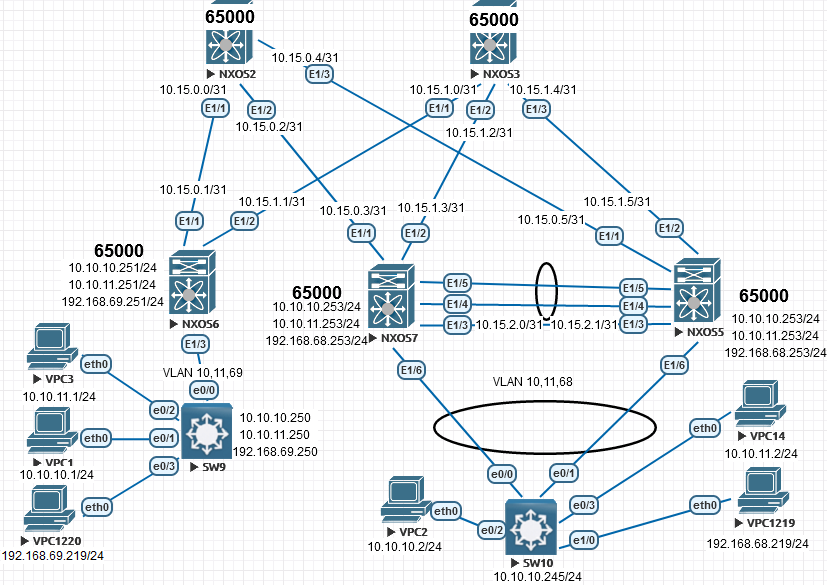 65000
65000
NXOS2
NXOS3
10.15.0.4/31
E1/3
10.15.0.0/31
E1/1
E1/2
10.15.0.2/31
10.15.1.0/31
E1/1
E1/2
10.15.1.2/31
10.15.1.4/31
E1/3
10.15.0.1/31
E1/1
10.15.1.1/31
E1/2
10.15.0.3/31
E1/1
10.15.1.3/31
E1/2
10.15.0.5/31
E1/1
10.15.1.5/31
E1/2
65000
10.10.10.251/24
10.10.11.251/24
192.168.69.251/24
NXOS6
E1/3
65000
10.10.10.253/24
10.10.11.253/24
192.168.68.253/24
NXOS7
E1/5
E1/4
E1/3
10.15.2.0/31
10.15.2.1/31
E1/5
E1/4
E1/3
NXOS5
65000
10.10.10.253/24
10.10.11.253/24
192.168.68.253/24
E1/6
E1/6
VLAN 10,11,69
e0/0
VLAN 10,11,68
VPC3
eth0
10.10.11.1/24
e0/2
VPC1
eth0
10.10.10.1/24
e0/1
VPC1220
eth0
192.168.69.219/24
e0/3
SW9
10.10.10.250
10.10.11.250
192.168.69.250
e0/0
e0/1
VPC14
eth0
10.10.11.2/24
e0/3
VPC2
eth0
10.10.10.2/24
e0/2
VPC1219
eth0
192.168.68.219/24
e1/0
SW10
10.10.10.245/24